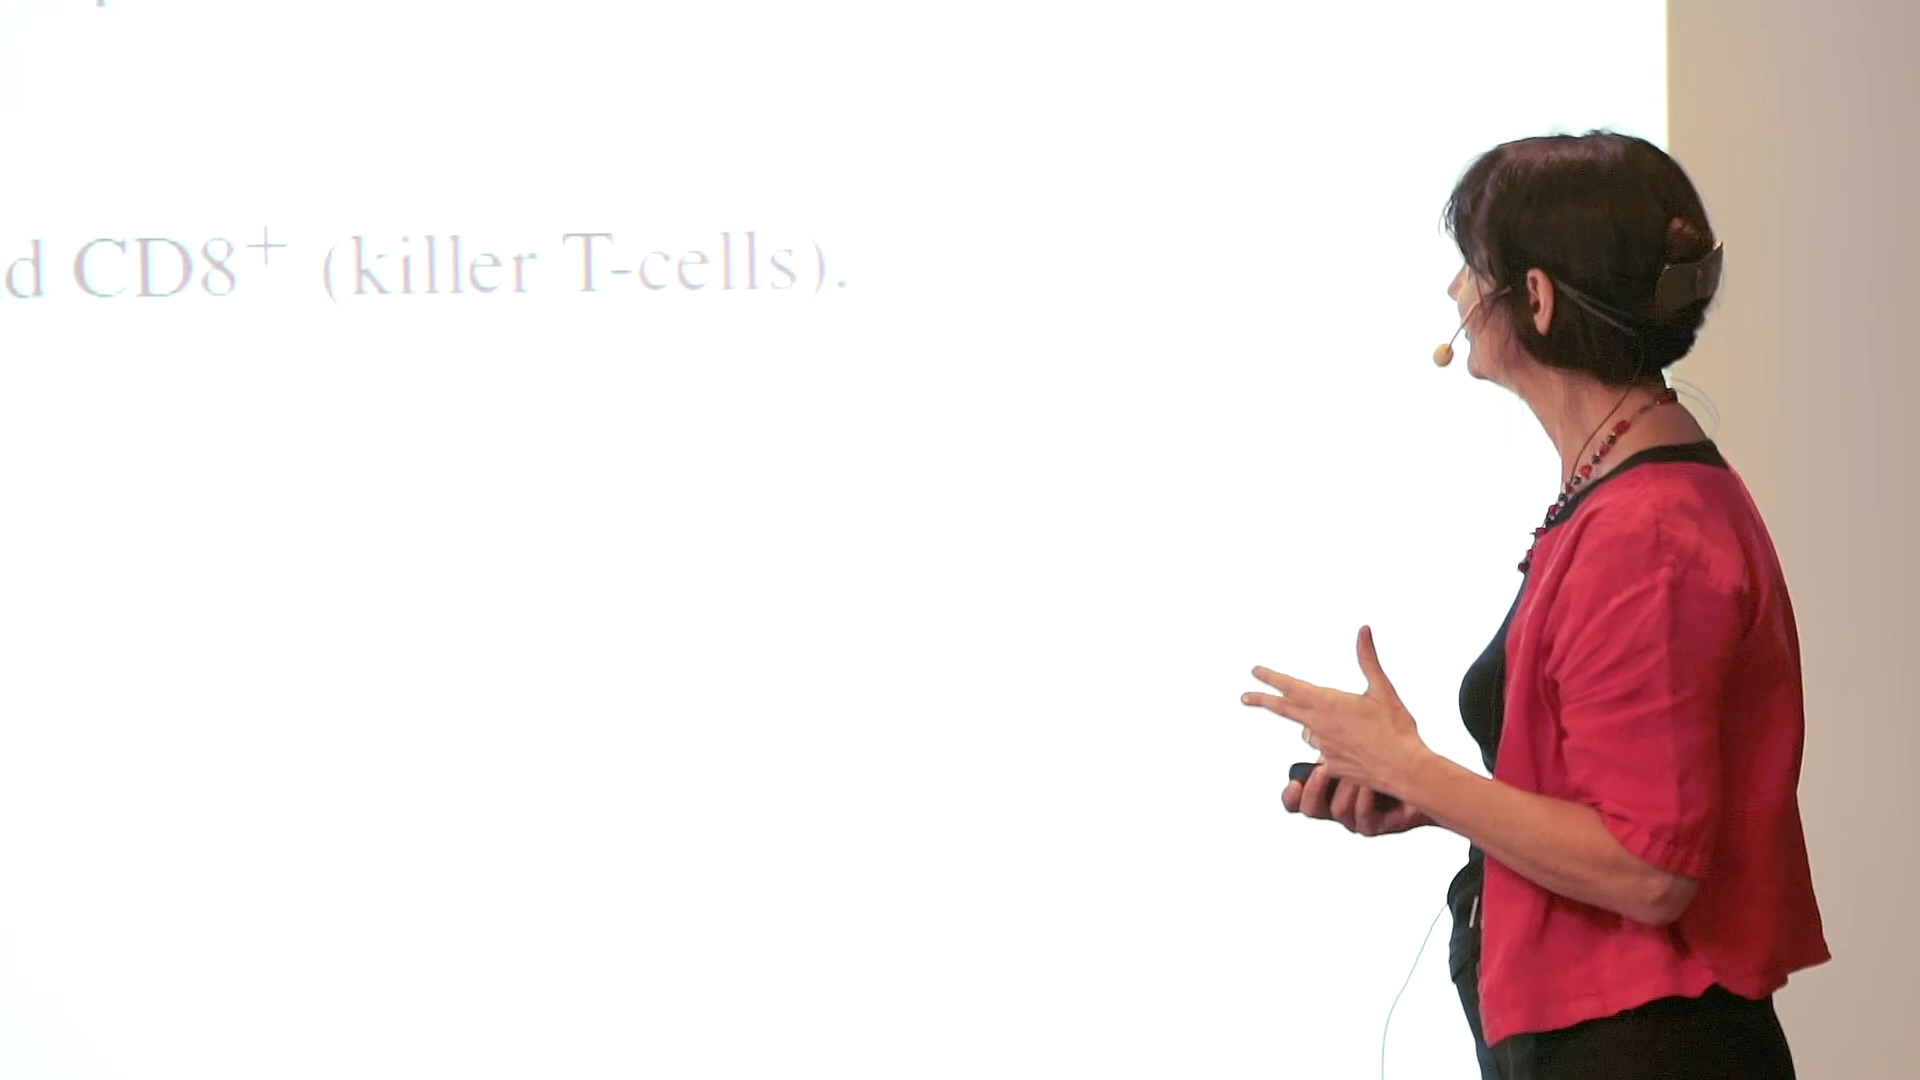 d CD8⁺ (killer T-cells).